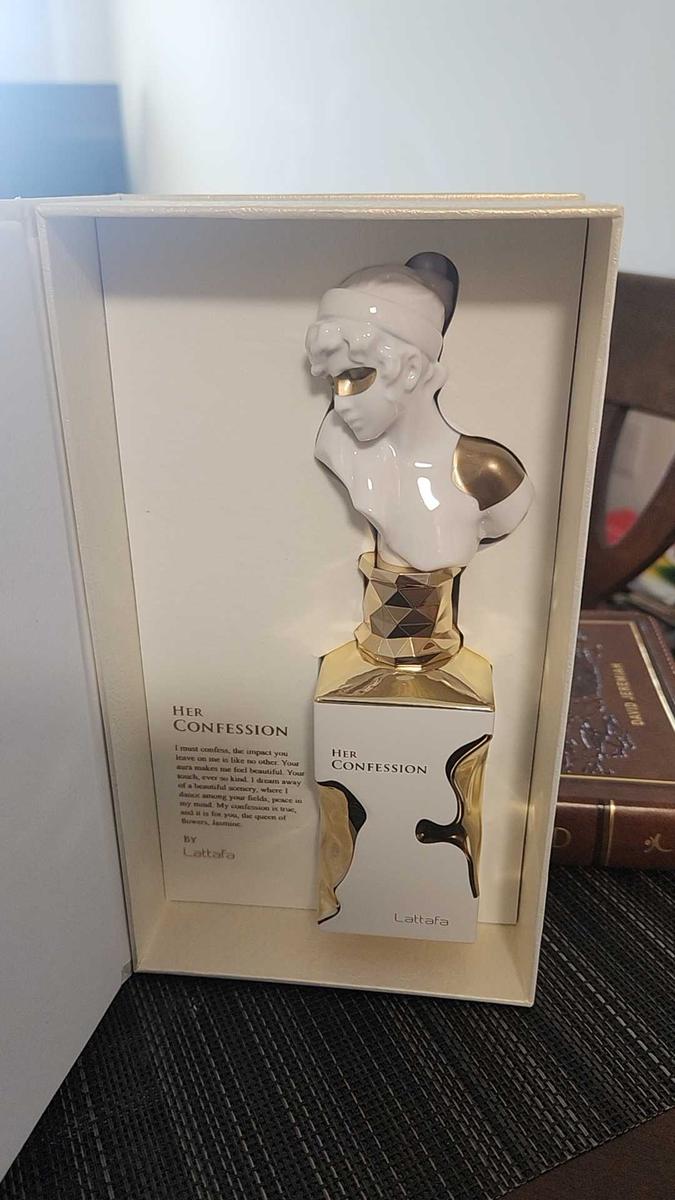 HER
CONFESSION
I must confess, the impact you
leave on me is like no other. Your
aura makes me feel beautiful. Your
touch, ever so kind. I dream away
of a beautiful scenery, where I
dance among your fields, peace in
my mind. My confession is true,
and it is for you, the queen of
flowers, Jasmine.
BY
Lattafa
HER
CONFESSION
Lattafa
DAVID JEREMIAH